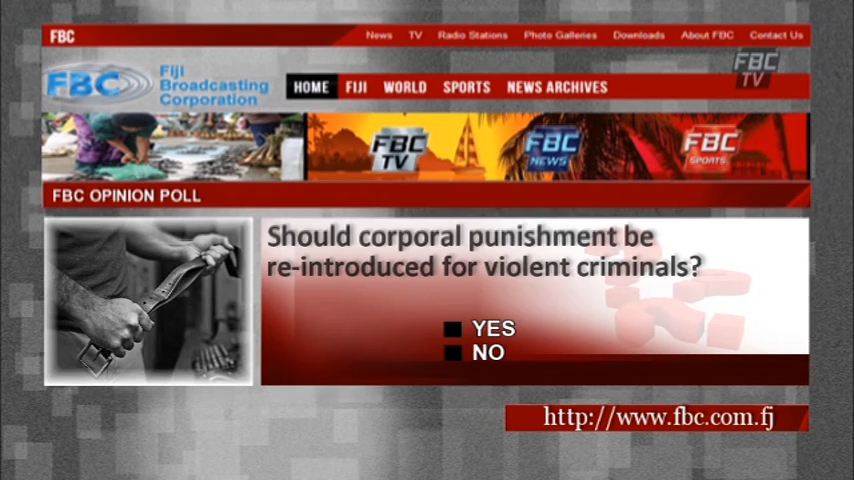 FBC
News TV Radio Stations Photo Galleries Downloads About FBC Contact Us
FBC
TV
FBC
Fiji
Broadcasting
Corporation
HOME FIJI WORLD SPORTS NEWS ARCHIVES
FBC
TV
FBC
NEWS
FBC
SPORTS
FBC OPINION POLL
Should corporal punishment be
re-introduced for violent criminals?
YES
NO
http://www.fbc.com.fj